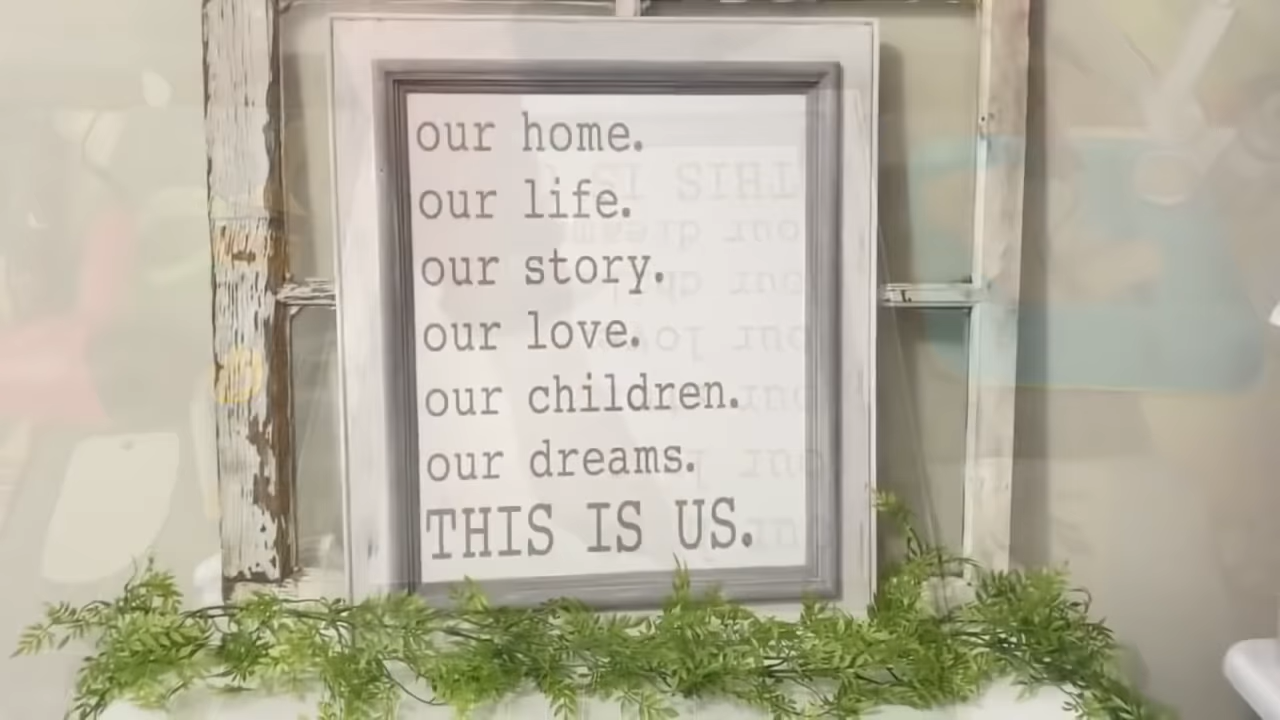 our home.
our life.
our story.
our love.
our children.
our dreams.
THIS IS US.